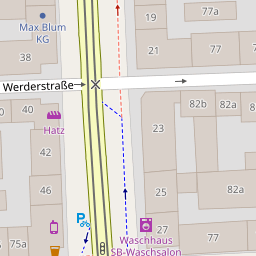 Max Blum
KG
19
77a
21
77
38
Werderstraße
40
Hatz
82b
82a
23
42
46
25
82a
Waschhaus
SB-Waschsalon
27
77
75a